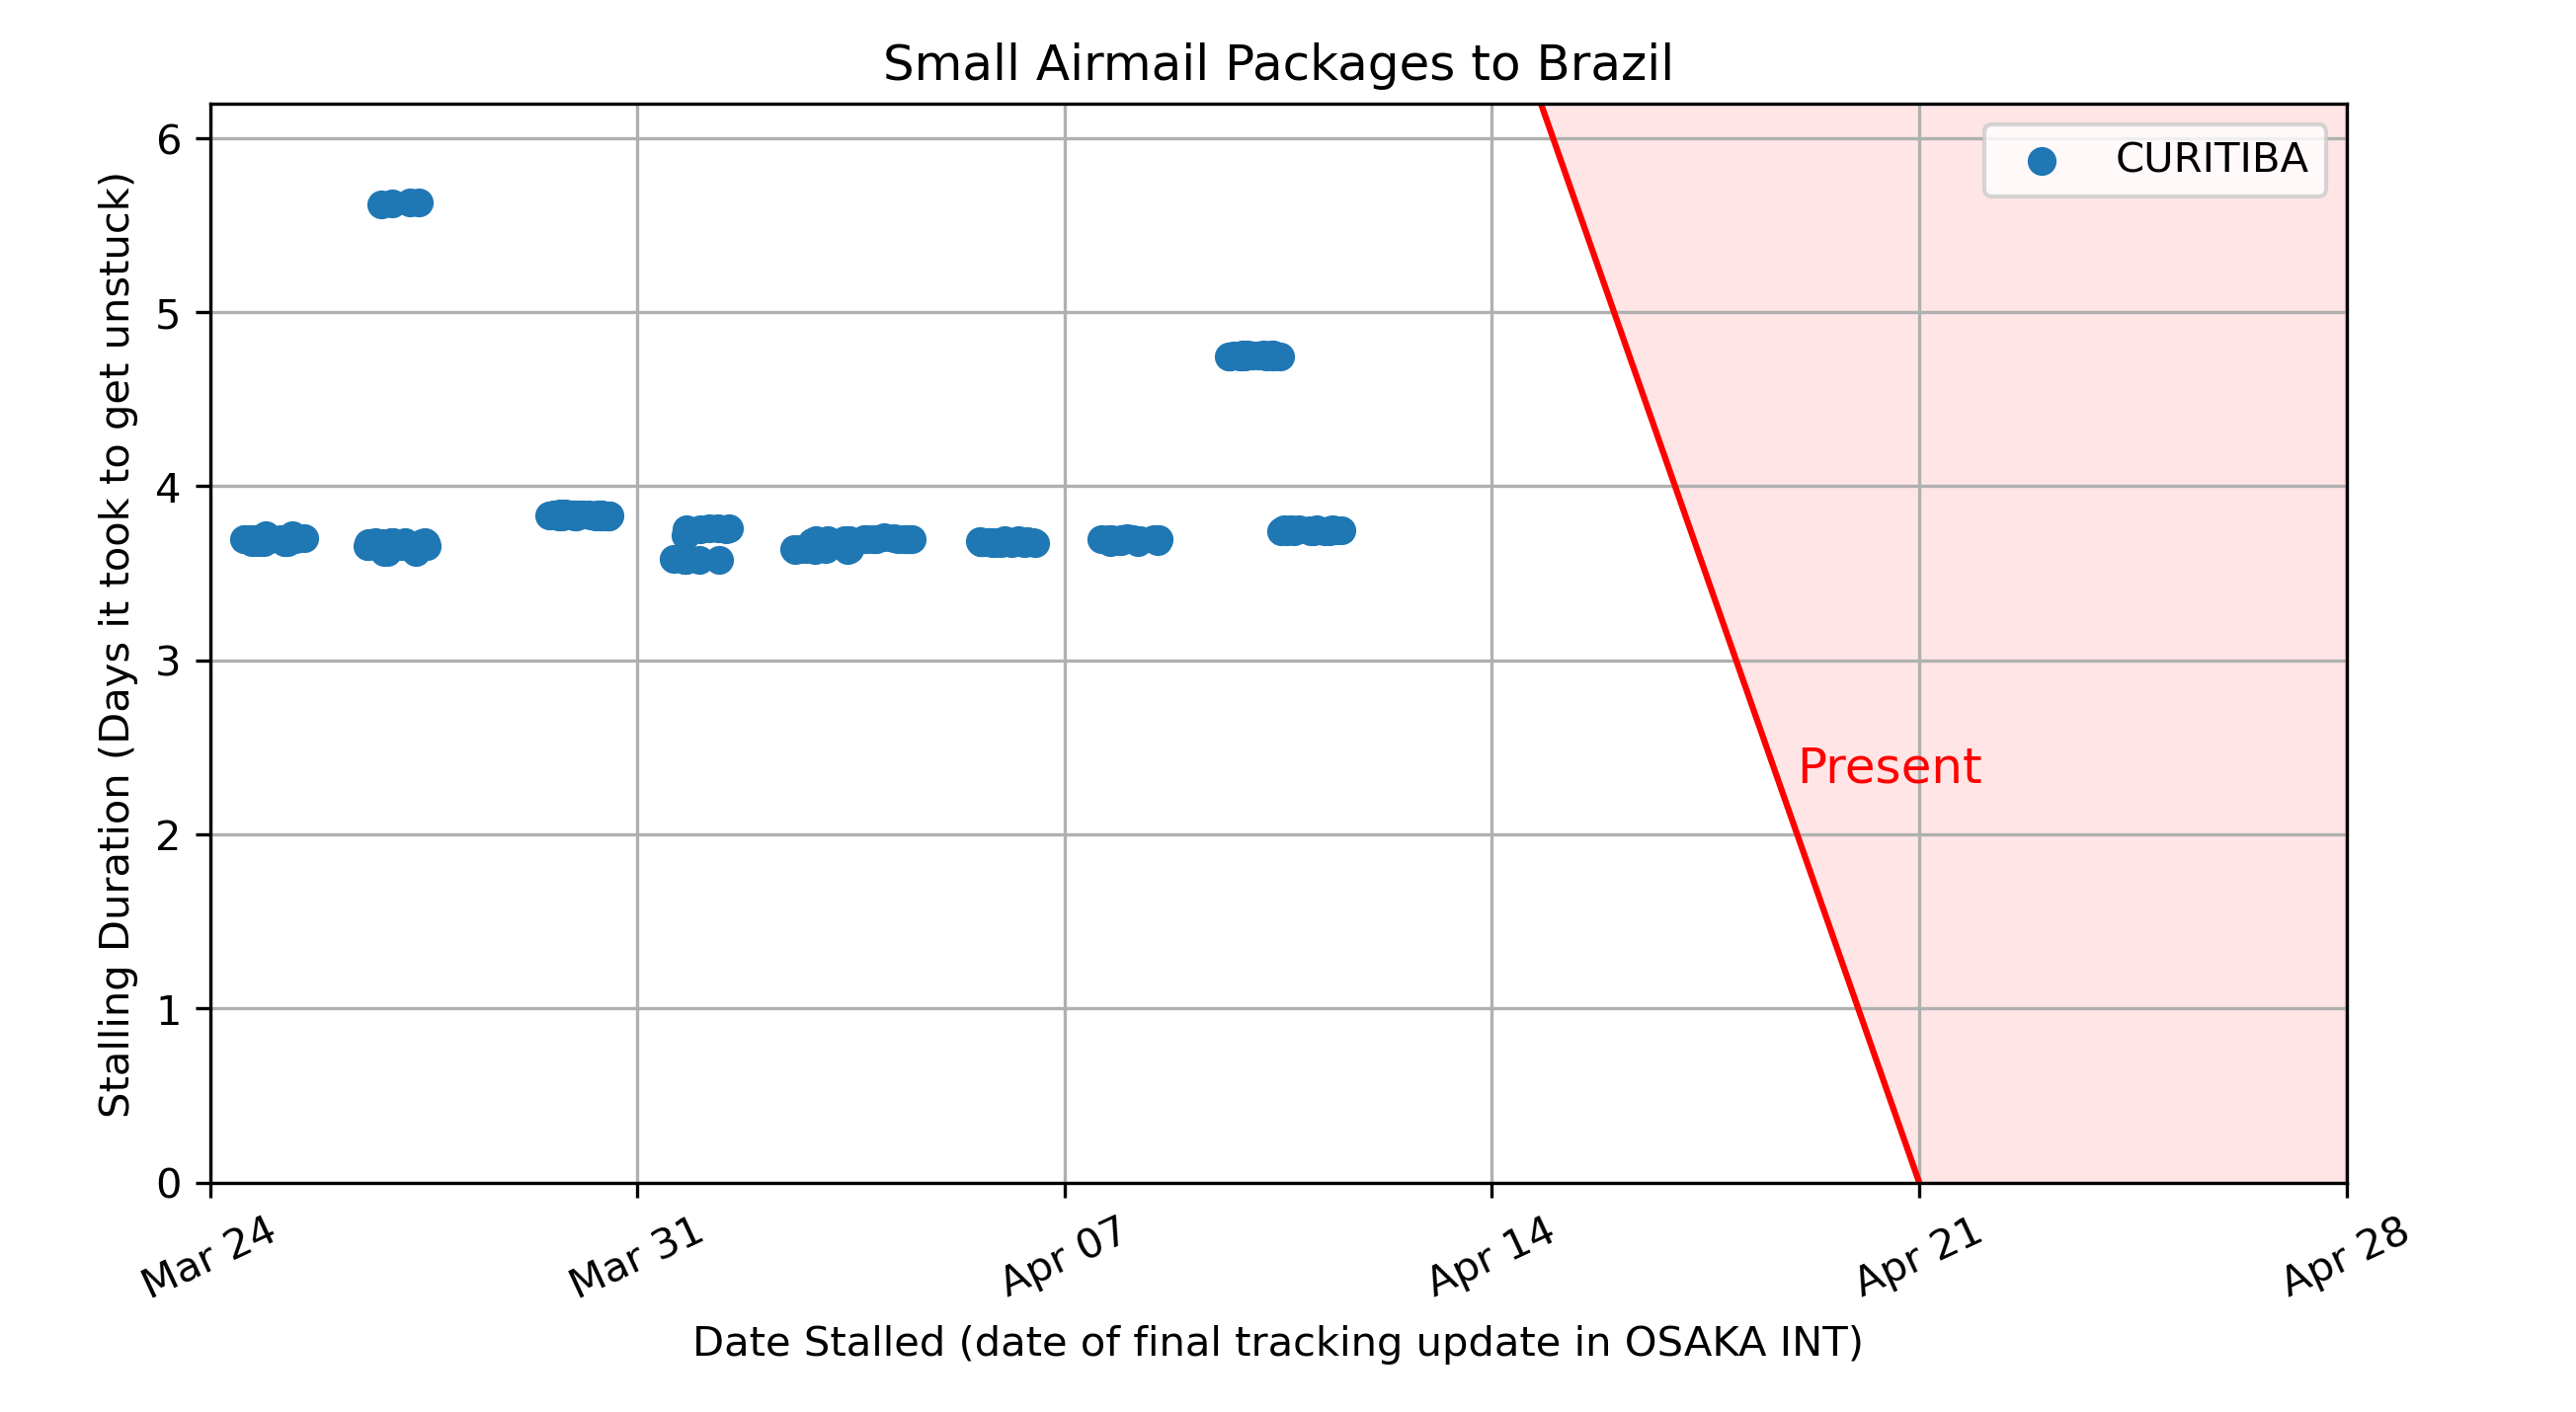 Small Airmail Packages to Brazil
CURITIBA
Stalling Duration (Days it took to get unstuck)
6
5
4
3
2
1
0
Present
Mar 24
Mar 31
Apr 07
Apr 14
Apr 21
Apr 28
Date Stalled (date of final tracking update in OSAKA INT)